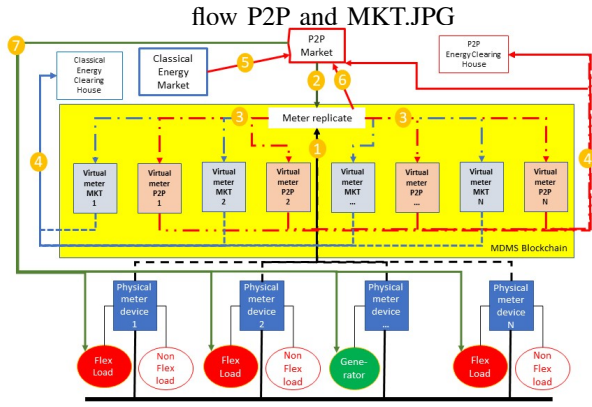 flow P2P and MKT.JPG
7
Classical
Energy
Clearing
House
Classical
Energy
Market
5
P2P
Market
6
2
P2P
Energy Clearing
House
Meter replicate
3
3
1
4
4
Virtual
meter
MKT
1
Virtual
meter
P2P
1
Virtual
meter
MKT
2
Virtual
meter
P2P
2
Virtual
meter
MKT
...
Virtual
meter
P2P
...
Virtual
meter
MKT
N
Virtual
meter
P2P
N
MDMS Blockchain
Physical
meter
device
1
Physical
meter
device
2
Physical
meter
device
...
Physical
meter
device
N
Flex
Load
Non
Flex
load
Flex
Load
Non
Flex
load
Gene-
rator
Flex
Load
Non
Flex
load